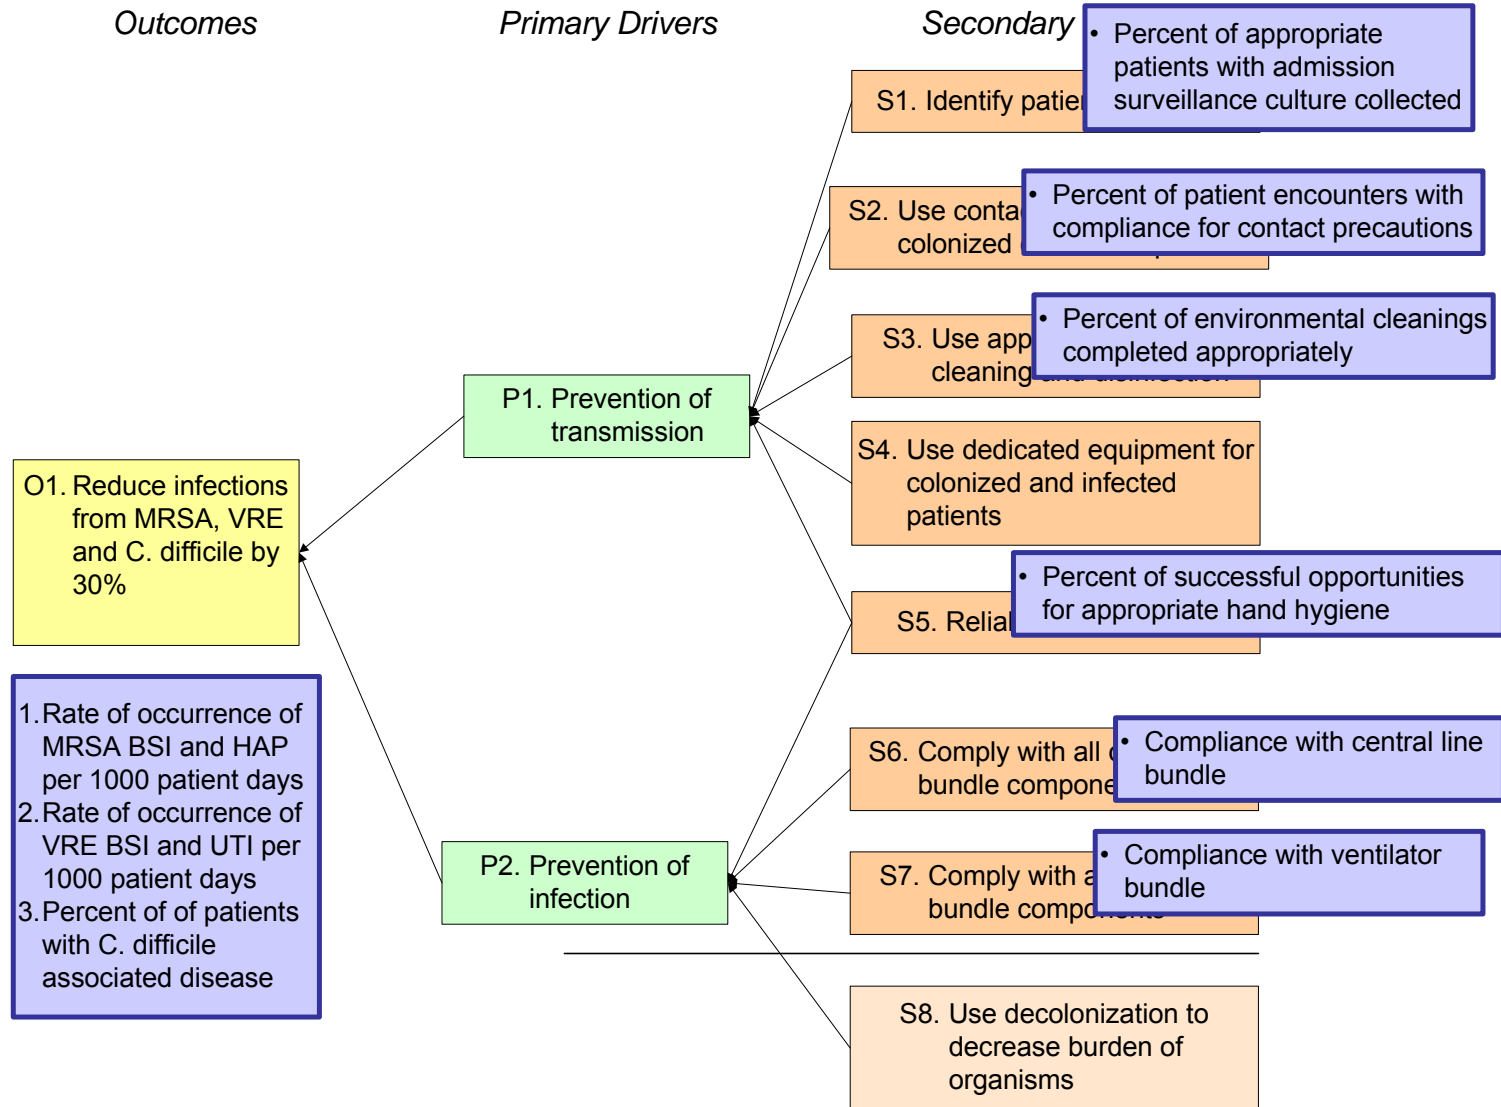 Outcomes
Primary Drivers
Secondary
• Percent of appropriate
patients with admission
surveillance culture collected
S1. Identify
• Percent of patient encounters with
compliance for contact precautions
S2. Use
colonized
• Percent of environmental cleanings
completed appropriately
S3. Use
cleaning and disinfection
P1. Prevention of
transmission
S4. Use dedicated equipment for
colonized and infected
patients
O1. Reduce infections
from MRSA, VRE
and C. difficile by
30%
• Percent of successful opportunities
for appropriate hand hygiene
S5.
1. Rate of occurrence of
MRSA BSI and HAP
per 1000 patient days
2. Rate of occurrence of
VRE BSI and UTI per
1000 patient days
3. Percent of of patients
with C. difficile
associated disease
• Compliance with central line
bundle
S6. Comply with all
bundle
• Compliance with ventilator
bundle
S7. Comply with
bundle components
P2. Prevention of
infection
S8. Use decolonization to
decrease burden of
organisms